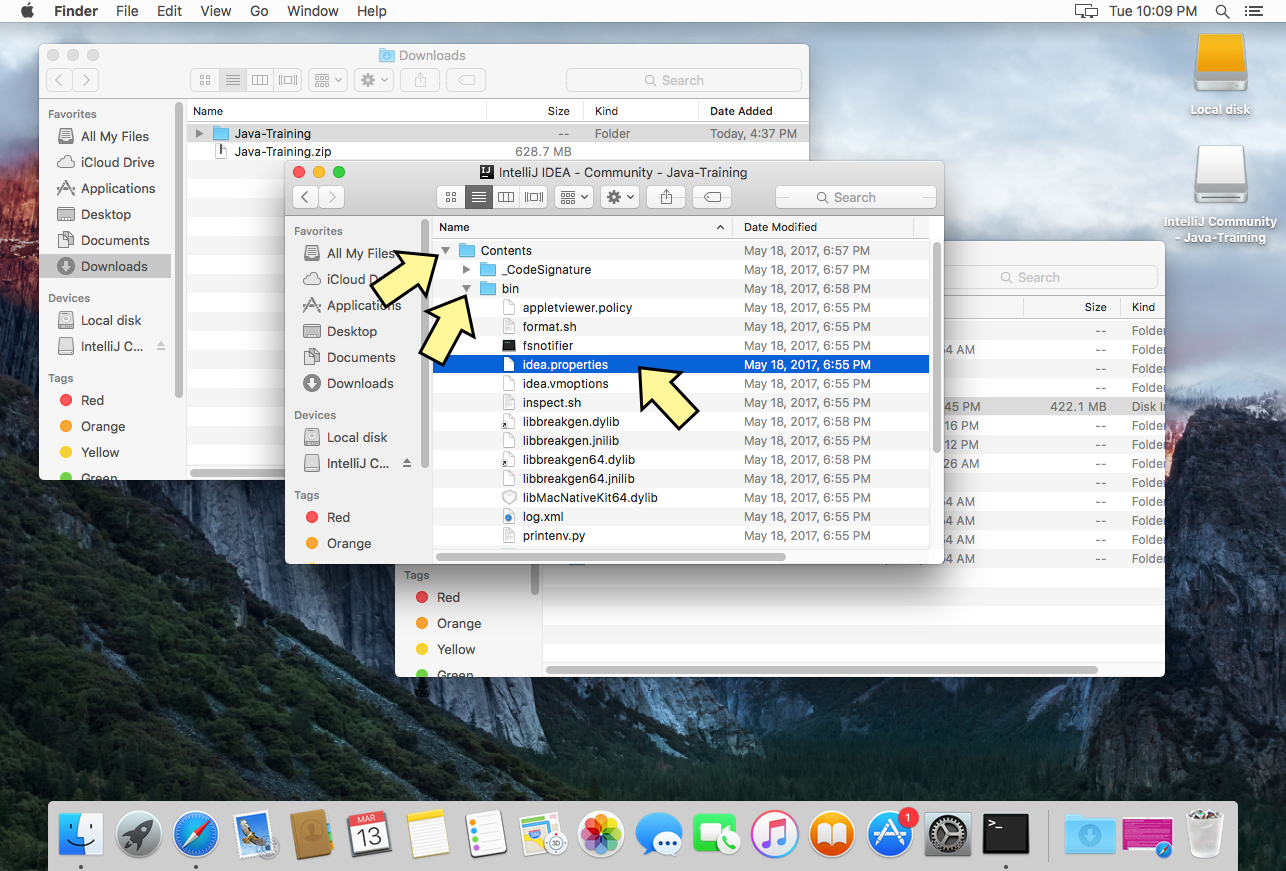 Finder File Edit View Go Window Help Tue 10:09 PM
Local disk
IntelliJ Community
- Java-Training
Downloads
Search
Favorites
All My Files
iCloud Drive
Applications
Desktop
Documents
Downloads
Devices
Local disk
IntelliJ C...
Tags
Red
Orange
Yellow
Green
Name Size Kind Date Added
Java-Training -- Folder Today, 4:37 PM
Java-Training.zip 628.7 MB
IJ IntelliJ IDEA - Community - Java-Training
Search
Favorites
All My Files
iCloud
Applications
Desktop
Documents
Downloads
Devices
Local disk
IntelliJ C...
Tags
Red
Orange
Name Date Modified
Contents May 18, 2017, 6:57 PM
_CodeSignature May 18, 2017, 6:57 PM
bin May 18, 2017, 6:58 PM
appletviewer.policy May 18, 2017, 6:55 PM
format.sh May 18, 2017, 6:55 PM
fsnotifier May 18, 2017, 6:55 PM
idea.properties May 18, 2017, 6:55 PM
idea.vmoptions May 18, 2017, 6:55 PM
inspect.sh May 18, 2017, 6:55 PM
libbreakgen.dylib May 18, 2017, 6:58 PM
libbreakgen.jnilib May 18, 2017, 6:55 PM
libbreakgen64.dylib May 18, 2017, 6:58 PM
libbreakgen64.jnilib May 18, 2017, 6:55 PM
libMacNativeKit64.dylib May 18, 2017, 6:55 PM
log.xml May 18, 2017, 6:55 PM
printenv.py May 18, 2017, 6:55 PM
Search
Size Kind
-- Folder
54 AM -- Folder
-- Folder
-- Folder
45 PM 422.1 MB Disk I
16 PM -- Folder
12 PM -- Folder
26 AM -- Folder
-- Folder
54 AM -- Folder
54 AM -- Folder
54 AM -- Folder
54 AM -- Folder
Tags
Red
Orange
Yellow
Green
MAR
13
3D
1
>_